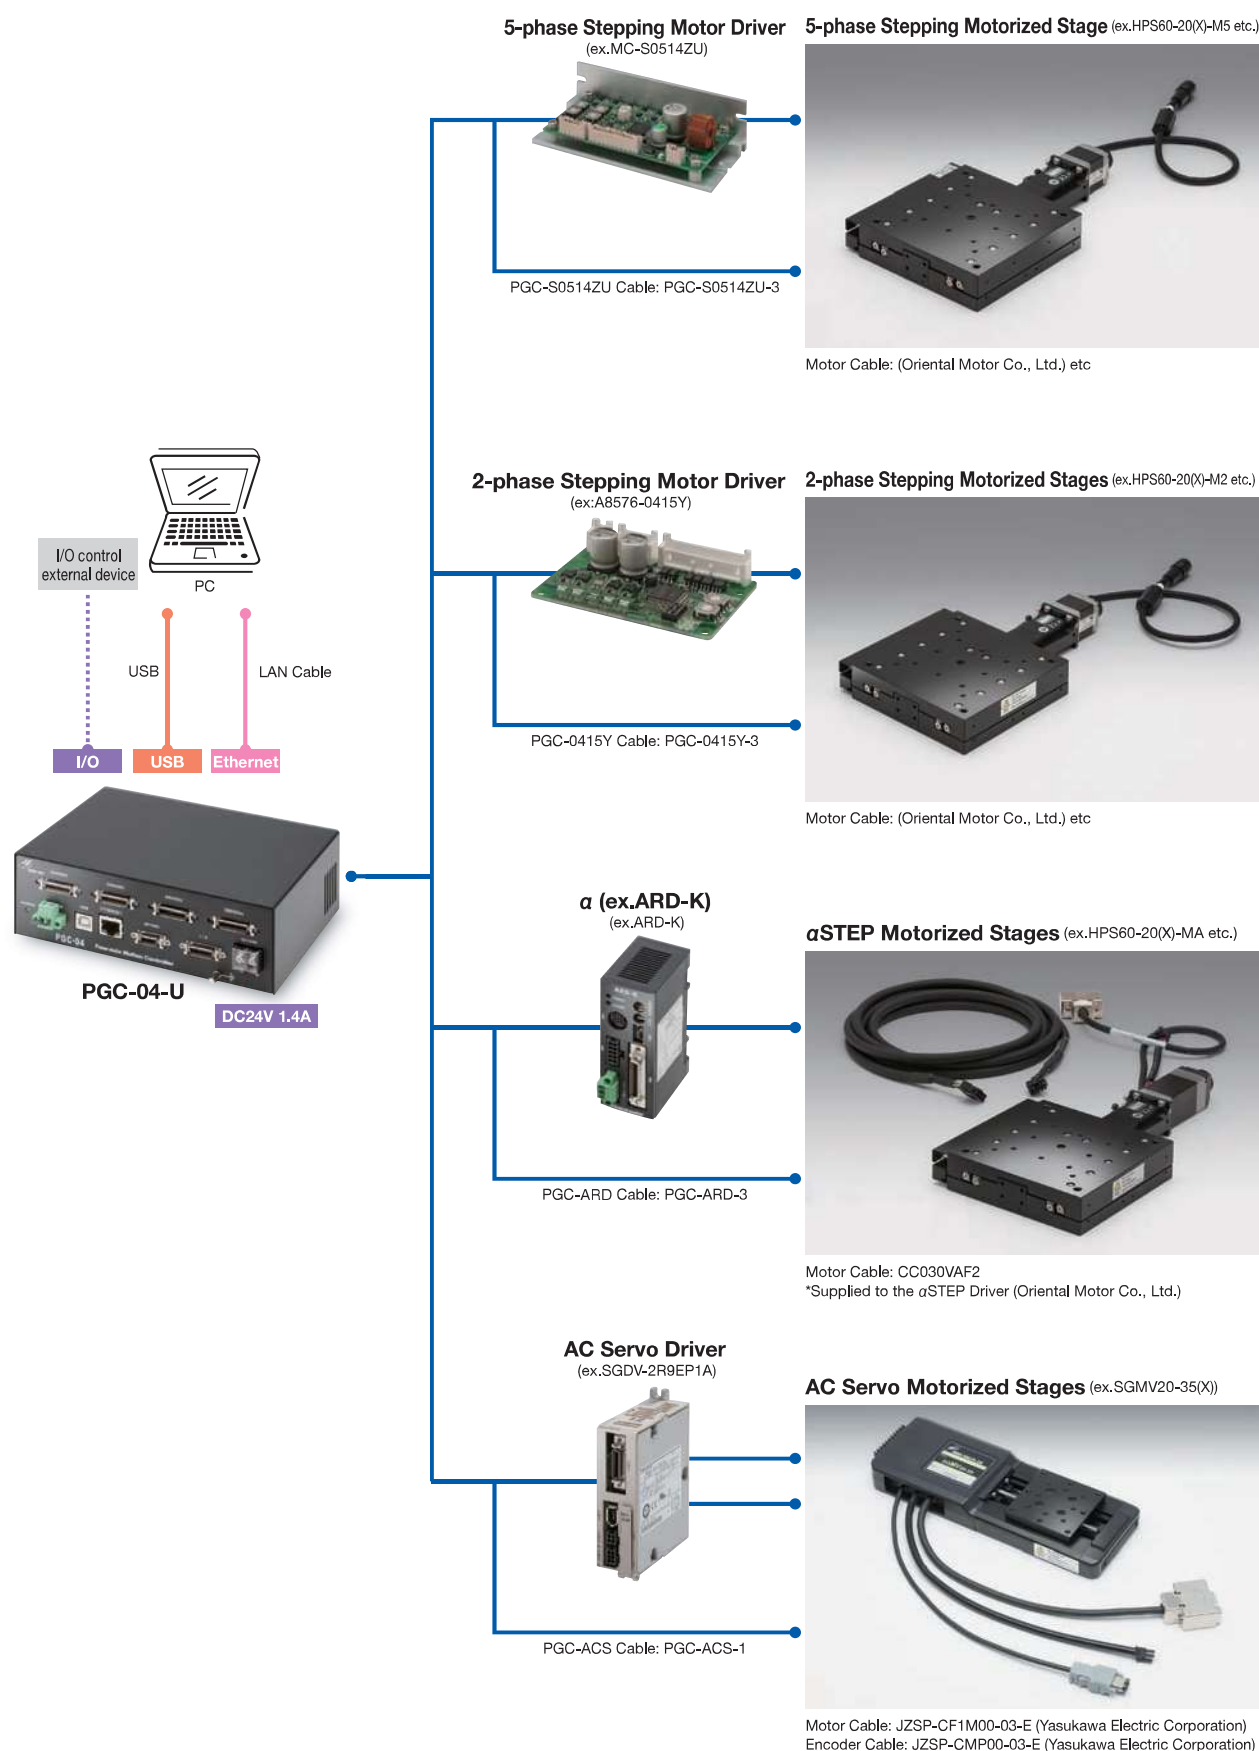 5-phase Stepping Motor Driver
(ex.MC-S0514ZU)
5-phase Stepping Motorized Stage (ex.HPS60-20(X)-M5 etc.)
PGC-S0514ZU Cable: PGC-S0514ZU-3
Motor Cable: (Oriental Motor Co., Ltd.) etc
2-phase Stepping Motor Driver
(ex:A8576-0415Y)
2-phase Stepping Motorized Stages (ex.HPS60-20(X)-M2 etc.)
PGC-0415Y Cable: PGC-0415Y-3
Motor Cable: (Oriental Motor Co., Ltd.) etc
I/O control
external device
PC
USB
LAN Cable
I/O
USB
Ethernet
PGC-04
PGC-04-U
DC24V 1.4A
α (ex.ARD-K)
(ex.ARD-K)
αSTEP Motorized Stages (ex.HPS60-20(X)-MA etc.)
PGC-ARD Cable: PGC-ARD-3
Motor Cable: CC030VAF2
*Supplied to the αSTEP Driver (Oriental Motor Co., Ltd.)
AC Servo Driver
(ex.SGDV-2R9EP1A)
AC Servo Motorized Stages (ex.SGMV20-35(X))
PGC-ACS Cable: PGC-ACS-1
Motor Cable: JZSP-CF1M00-03-E (Yasukawa Electric Corporation)
Encoder Cable: JZSP-CMP00-03-E (Yasukawa Electric Corporation)